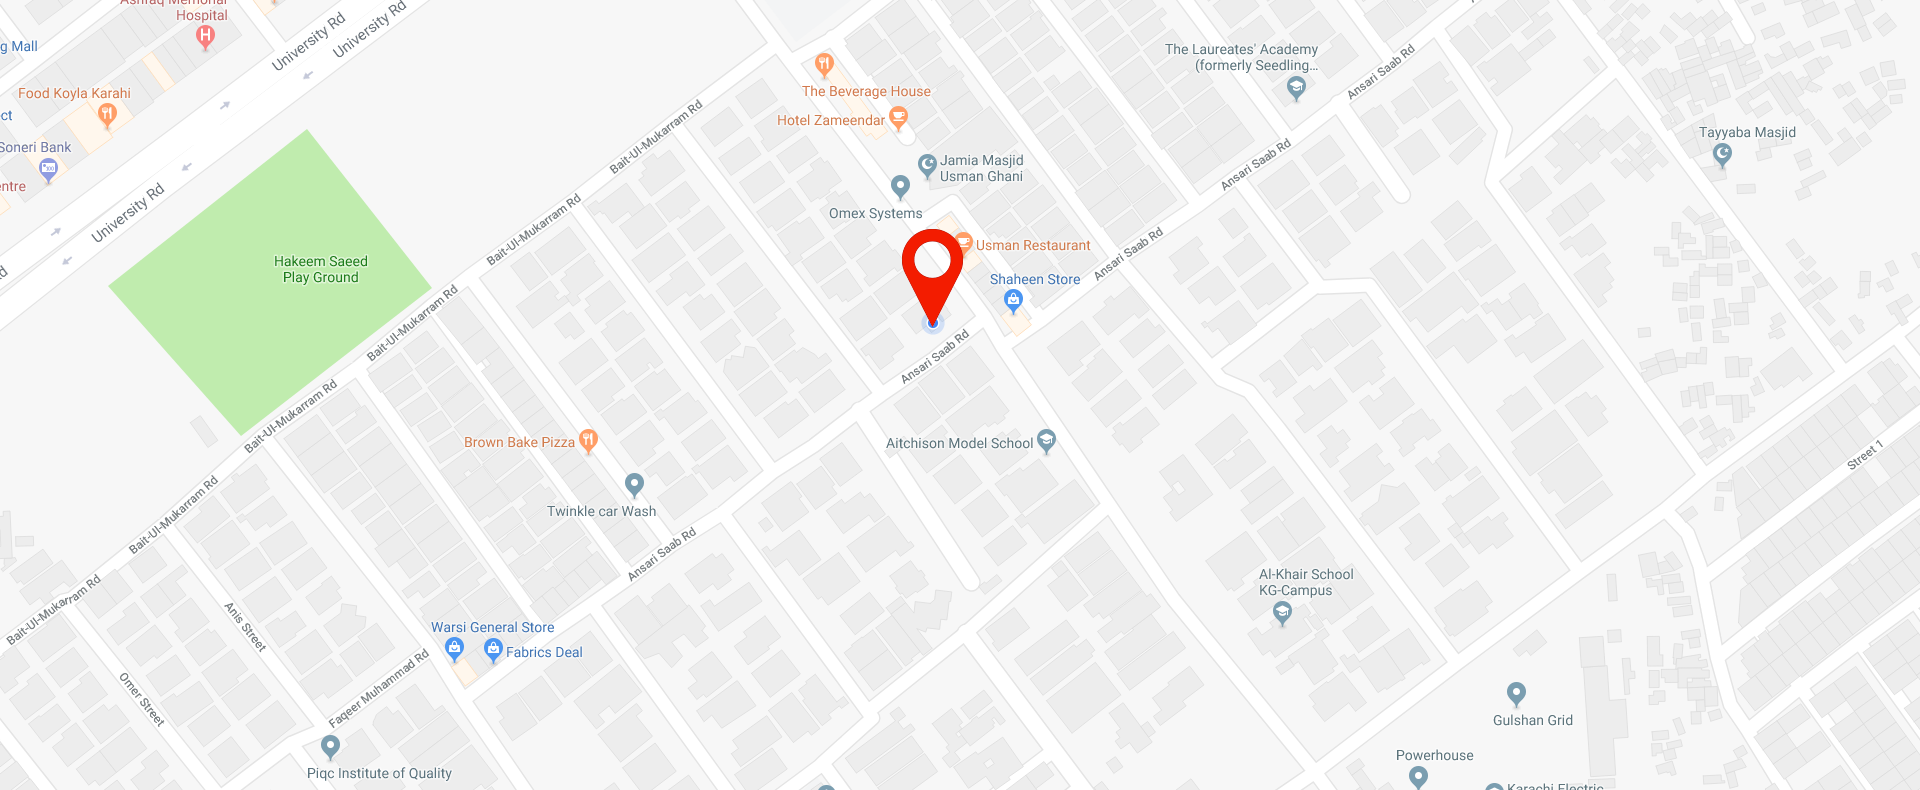 Ashfaq Memorial
Hospital
University Rd
University Rd
g Mall
Food Koyla Karahi
ect
Soneri Bank
entre
University Rd
d
Hakeem Saeed
Play Ground
The Beverage House
Hotel Zameendar
Jamia Masjid
Usman Ghani
Omex Systems
Usman Restaurant
Shaheen Store
The Laureates' Academy
(formerly Seedling...
Tayyaba Masjid
Ansari Saab Rd
Ansari Saab Rd
Ansari Saab Rd
Ansari Saab Rd
Ansari Saab Rd
Bait-Ul-Mukarram Rd
Bait-Ul-Mukarram Rd
Bait-Ul-Mukarram Rd
Bait-Ul-Mukarram Rd
Bait-Ul-Mukarram Rd
Bait-Ul-Mukarram Rd
Brown Bake Pizza
Twinkle car Wash
Aitchison Model School
Street 1
Al-Khair School
KG-Campus
Anis Street
Omer Street
Faqeer Muhammad Rd
Warsi General Store
Fabrics Deal
Piqc Institute of Quality
Gulshan Grid
Powerhouse
Karachi Electric